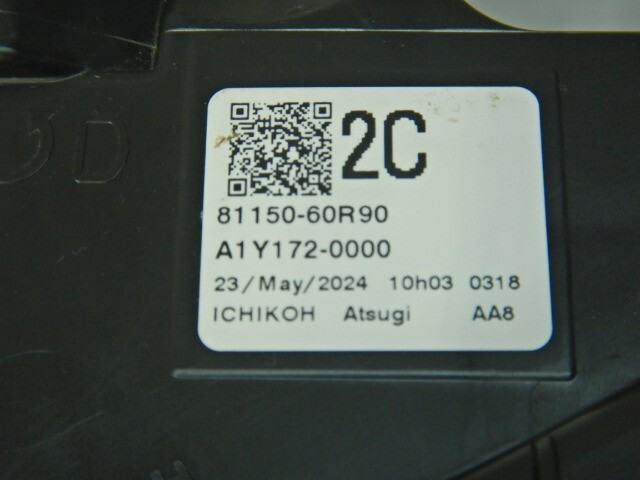 2C
81150-60R90
A1Y172-0000
23/May/2024 10h03 0318
ICHIKOH Atsugi AA8
D